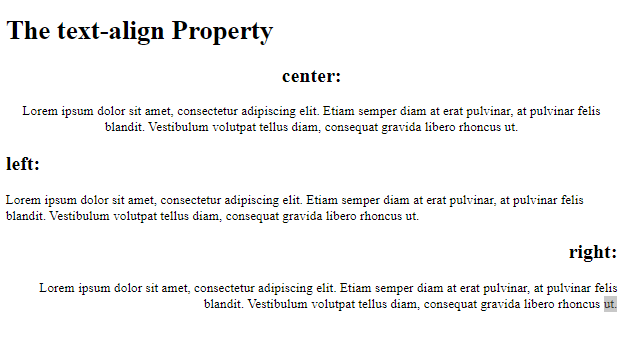 The text-align Property
center:
Lorem ipsum dolor sit amet, consectetur adipiscing elit. Etiam semper diam at erat pulvinar, at pulvinar felis
blandit. Vestibulum volutpat tellus diam, consequat gravida libero rhoncus ut.
left:
Lorem ipsum dolor sit amet, consectetur adipiscing elit. Etiam semper diam at erat pulvinar, at pulvinar felis
blandit. Vestibulum volutpat tellus diam, consequat gravida libero rhoncus ut.
right:
Lorem ipsum dolor sit amet, consectetur adipiscing elit. Etiam semper diam at erat pulvinar, at pulvinar felis
blandit. Vestibulum volutpat tellus diam, consequat gravida libero rhoncus ut.